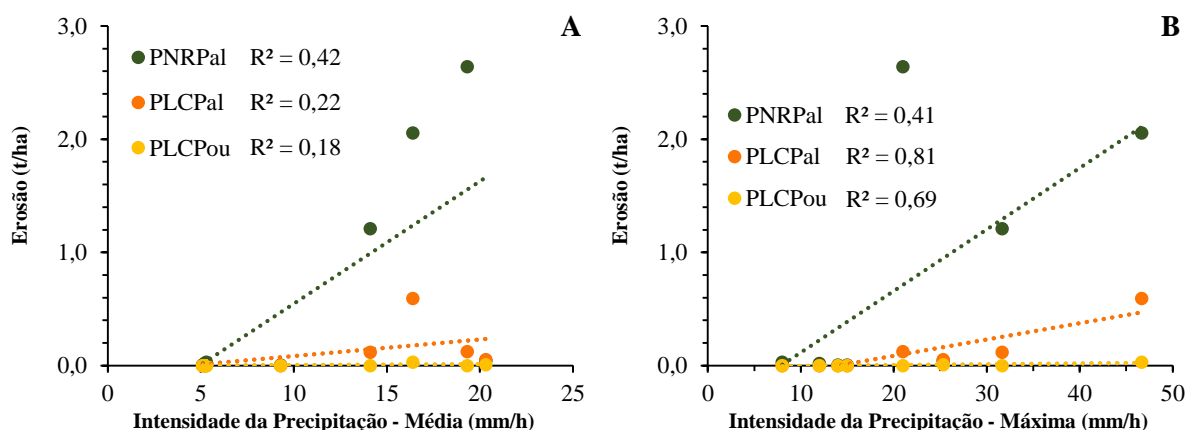 A
Erosão (t/ha)
3,0
2,0
1,0
0,0
PNRPal R² = 0,42
PLCPal R² = 0,22
PLCPou R² = 0,18
0 5 10 15 20 25
Intensidade da Precipitação - Média (mm/h)
B
Erosão (t/ha)
3,0
2,0
1,0
0,0
PNRPal R² = 0,41
PLCPal R² = 0,81
PLCPou R² = 0,69
0 10 20 30 40 50
Intensidade da Precipitação - Máxima (mm/h)